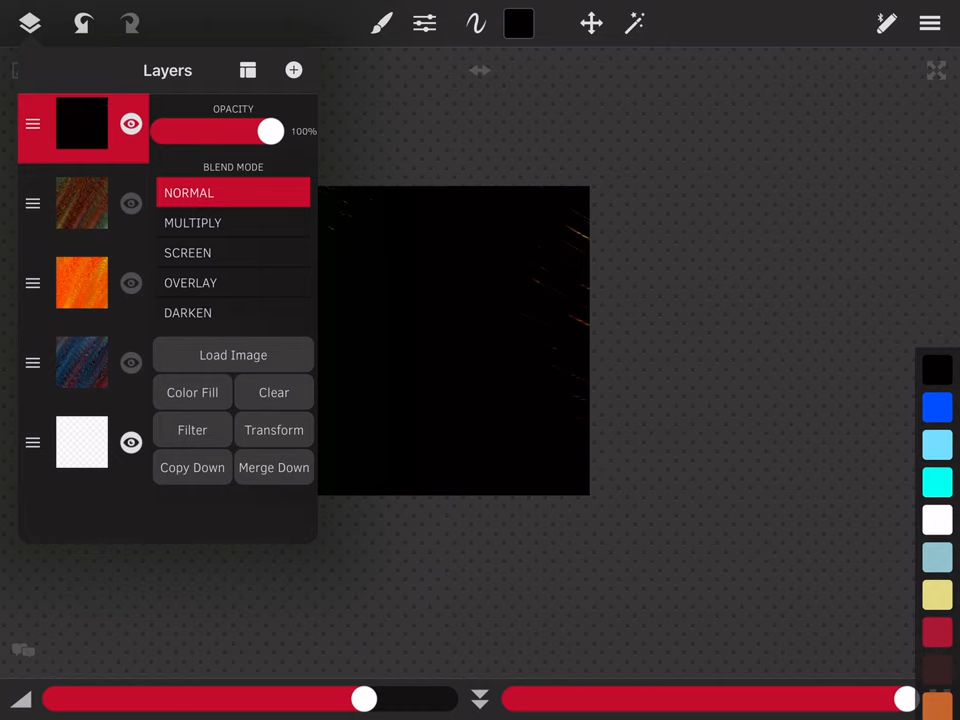 Layers
OPACITY
100%
BLEND MODE
NORMAL
MULTIPLY
SCREEN
OVERLAY
DARKEN
Load Image
Color Fill
Clear
Filter
Transform
Copy Down
Merge Down